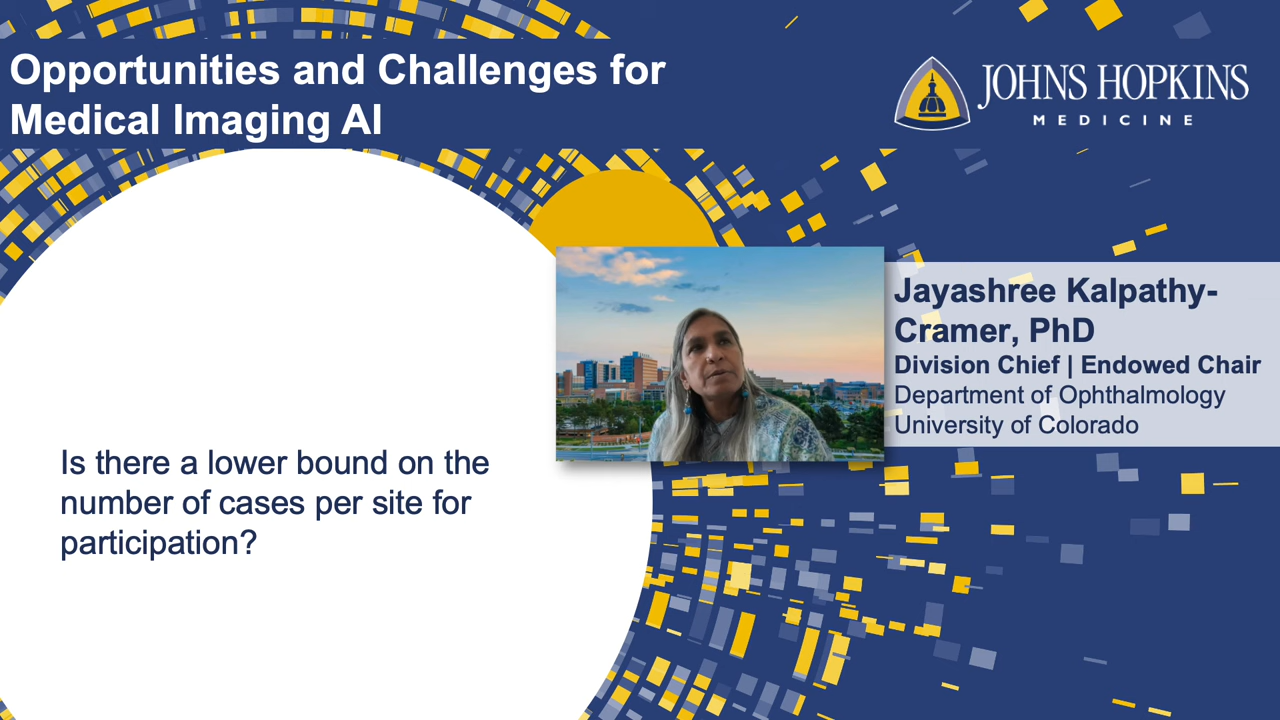 Opportunities and Challenges for
Medical Imaging AI
JOHNS HOPKINS
MEDICINE
Jayashree Kalpathy-
Cramer, PhD
Division Chief | Endowed Chair
Department of Ophthalmology
University of Colorado
Is there a lower bound on the
number of cases per site for
participation?